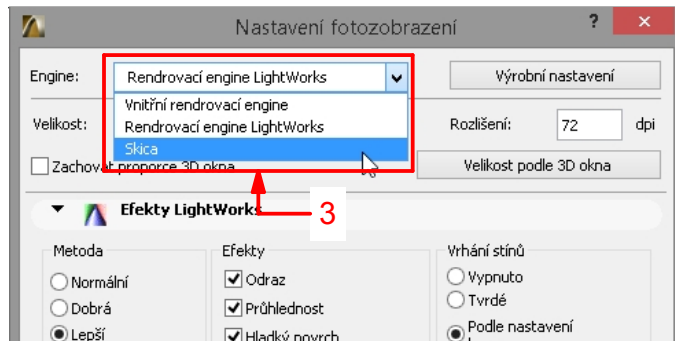 Nastavení fotozobrazení ? ×
Engine: Rendrovací engine LightWorks Výrobní nastavení
Vnitřní rendrovací engine
Velikost: Rendrovací engine LightWorks Rozlišení: 72 dpi
Skica
Zachovat proporce 3D okna Velikost podle 3D okna
Efekty LightWorks 3
Metoda Efekty Vrhání stínů
Normální Odraz Vypnuto
Dobrá Průhlednost Tvrdé
Lepší Hladký povrch Podle nastavení